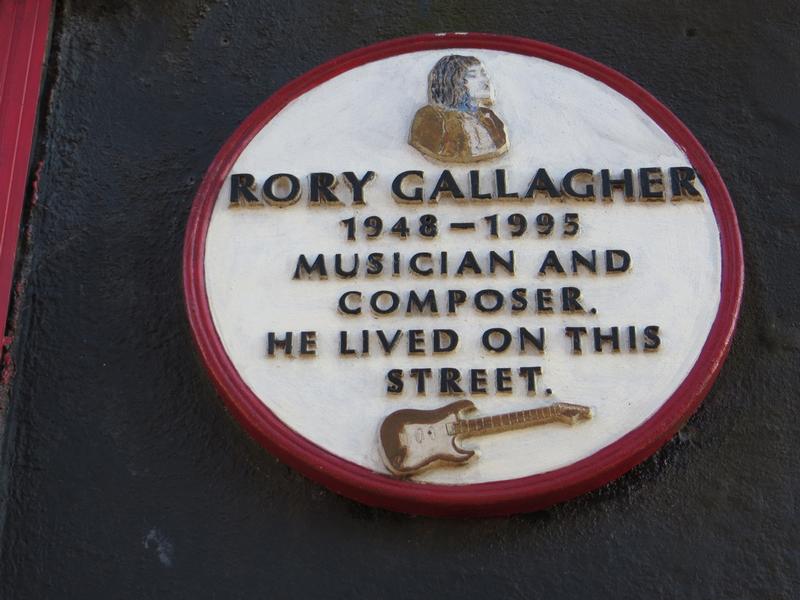 RORY GALLAGHER
1948-1995
MUSICIAN AND
COMPOSER.
HE LIVED ON THIS
STREET.